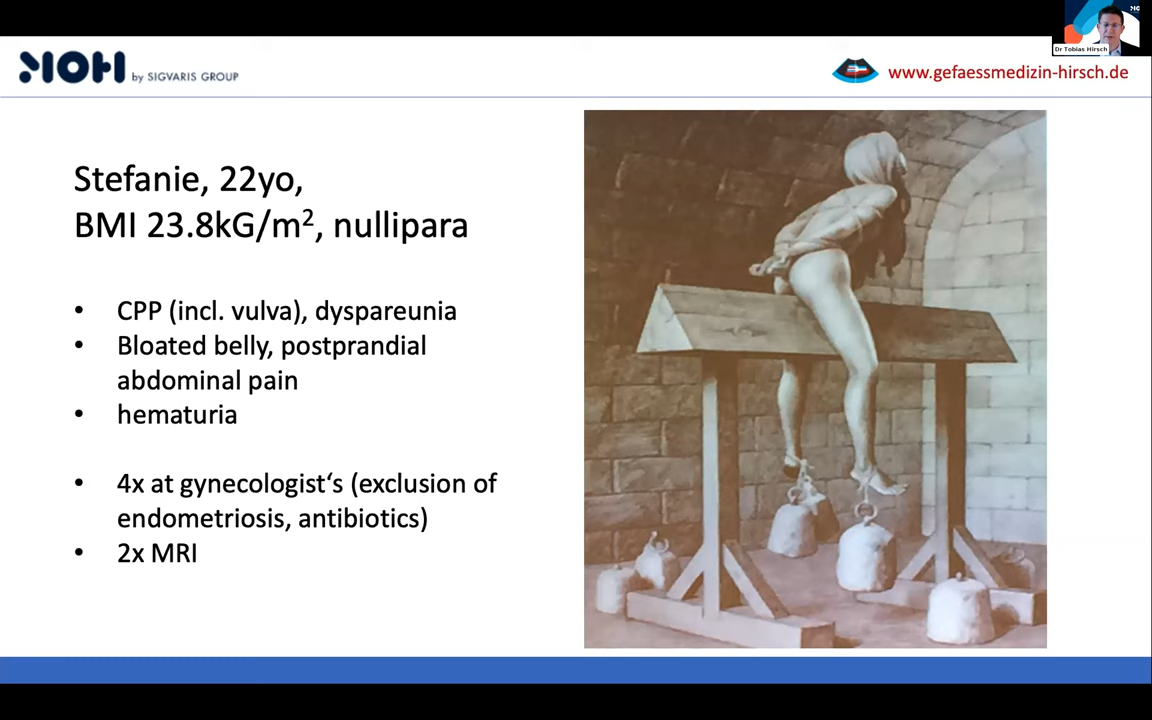 Dr Tobias Hirsch
MOH by SIGVARIS GROUP
www.gefaessmedizin-hirsch.de
Stefanie, 22yo,
BMI 23.8kG/m², nullipara
• CPP (incl. vulva), dyspareunia
• Bloated belly, postprandial
abdominal pain
• hematuria
• 4x at gynecologist‘s (exclusion of
endometriosis, antibiotics)
• 2x MRI